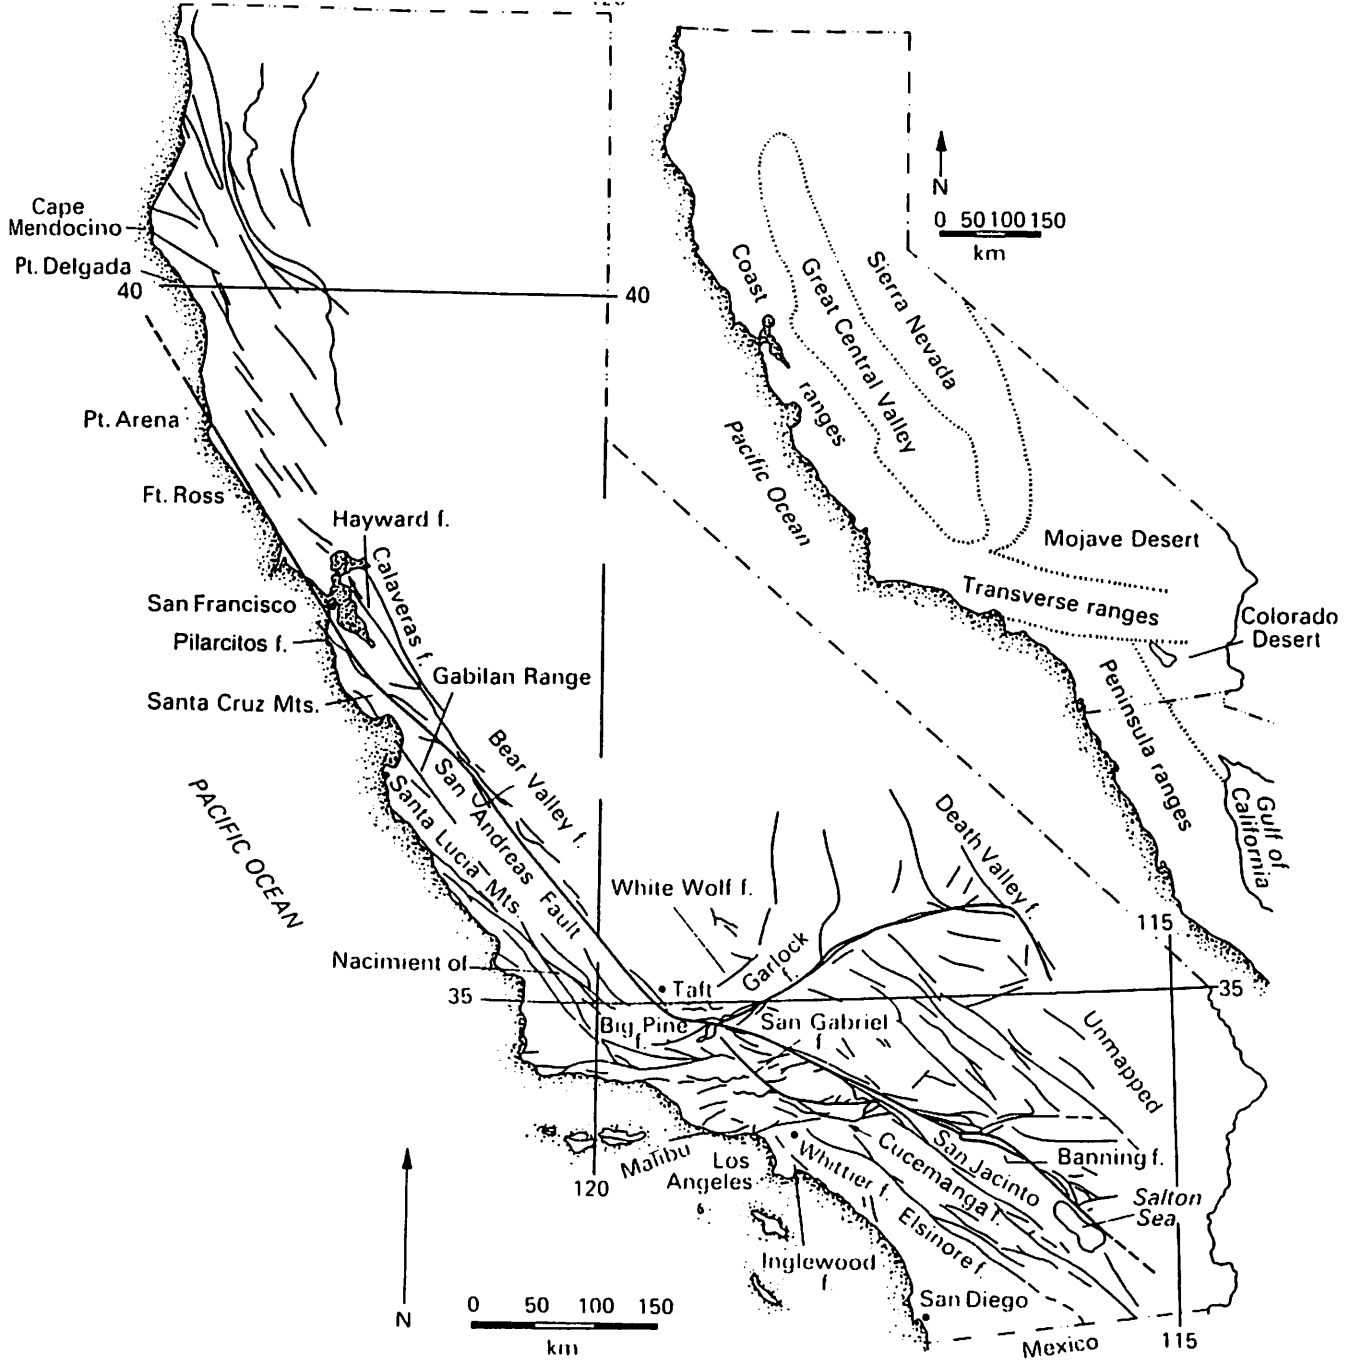 120
Cape
Mendocino
Pt. Delgada
40
40
Pt. Arena
Ft. Ross
Hayward f.
Calaveras f.
San Francisco
Pilarcitos f.
Gabilan Range
Santa Cruz Mts.
Bear Valley f.
San Andreas Fault
Santa Lucia Mts.
PACIFIC OCEAN
White Wolf f.
Death Valley f.
Garlock
f.
Nacimient of
Taft
35
35
Big Pine
f.
San Gabriel
f
Unmapped
115
Malibu
Los
Angeles
Whittier f.
Cucemanga f.
San Jacinto
Banning f.
Salton
Sea
Elsinore f.
Inglewood
f.
120
San Diego
Mexico
115
N
0 50 100 150
km
N
0 50 100 150
km
Coast
ranges
Great Central Valley
Sierra Nevada
Pacific Ocean
Mojave Desert
Transverse ranges
Colorado
Desert
Peninsula ranges
Gulf of
California